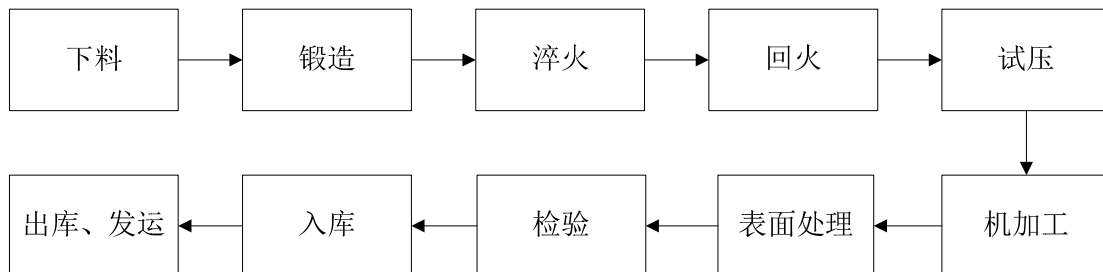 下料
锻造
淬火
回火
试压
机加工
表面处理
检验
入库
出库、发运